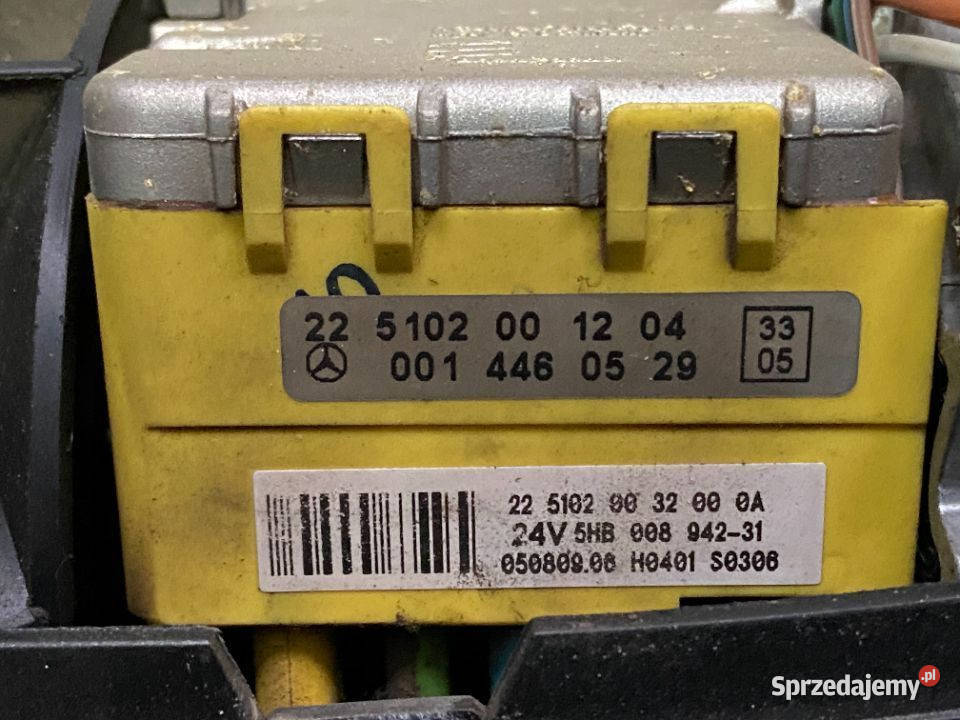 22 5102 00 12 04
33
001 446 05 29
05
22 5102 00 32 00 0A
24V 5HB 008 942-31
050809.06 H0401 S0306
Sprzedajemy.pl